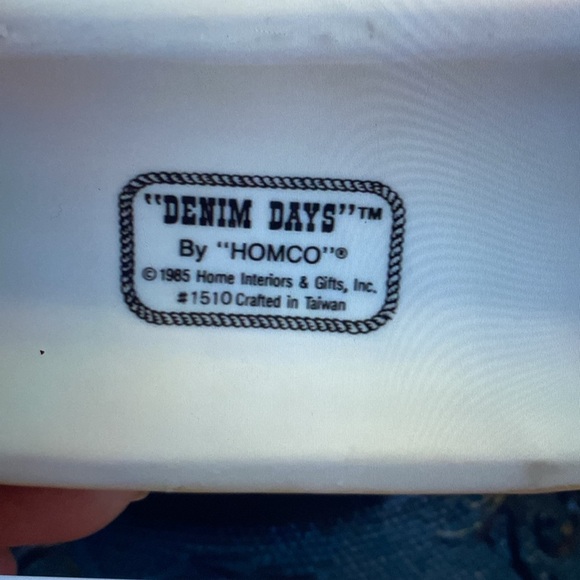 "DENIM DAYS"™
By "HOMCO"®
© 1985 Home Interiors & Gifts, Inc.
#1510 Crafted in Taiwan